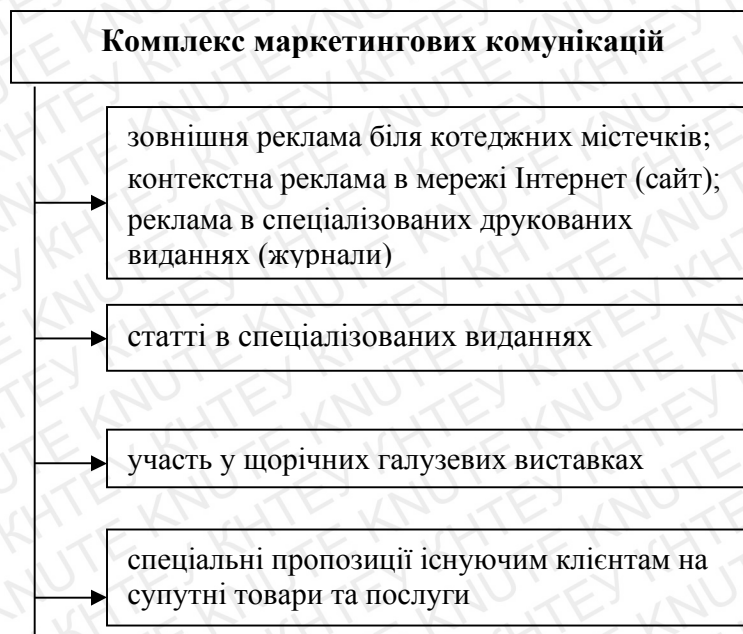 Комплекс маркетингових комунікацій
зовнішня реклама біля котеджних містечків;
контекстна реклама в мережі Інтернет (сайт);
реклама в спеціалізованих друкованих
виданнях (журнали)
статті в спеціалізованих виданнях
участь у щорічних галузевих виставках
спеціальні пропозиції існуючим клієнтам на
супутні товари та послуги